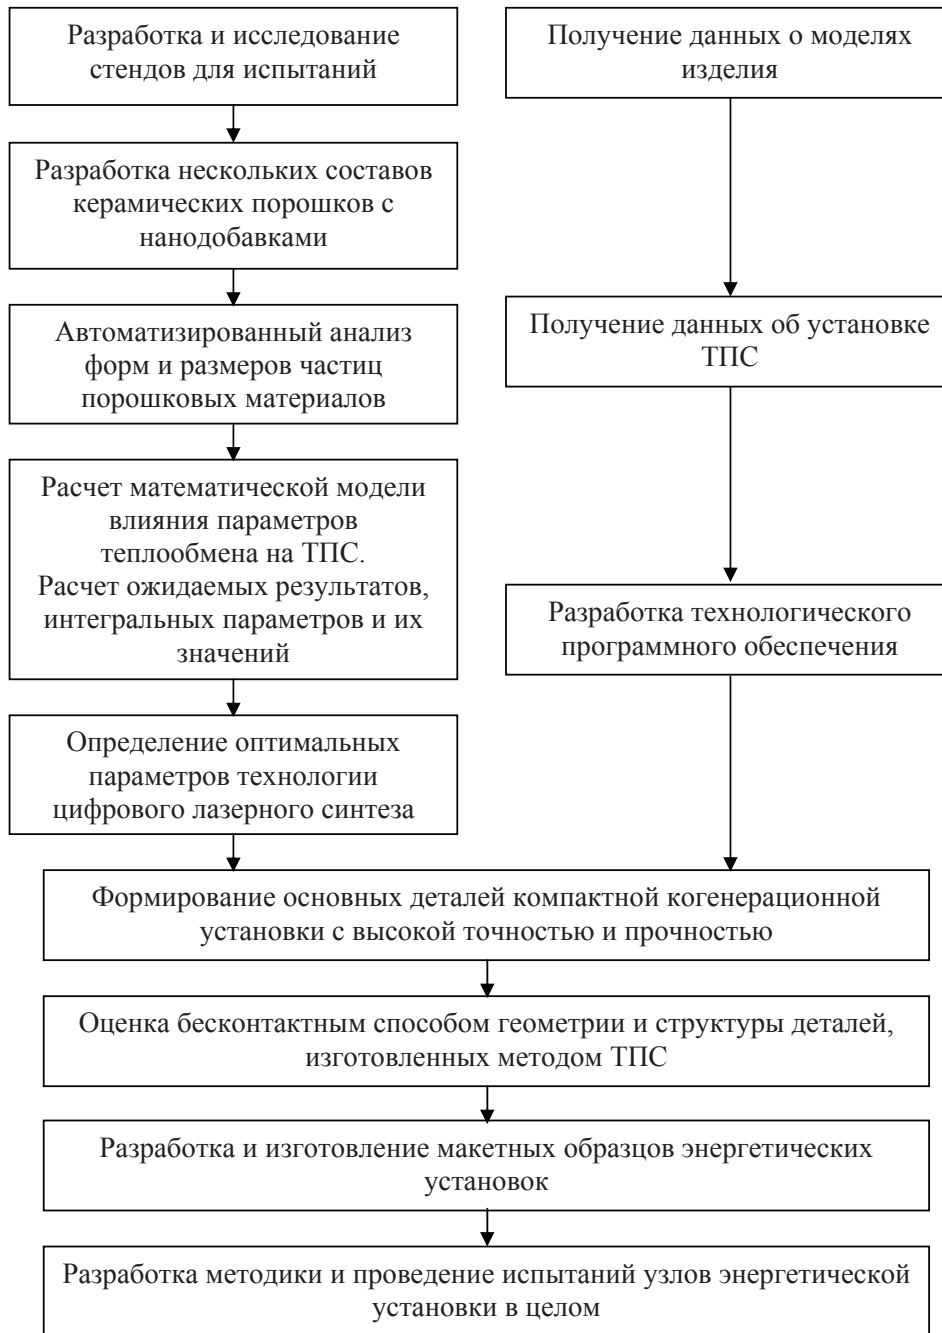 Разработка и исследование
стендов для испытаний
Разработка нескольких составов
керамических порошков с
нанодобавками
Автоматизированный анализ
форм и размеров частиц
порошковых материалов
Расчет математической модели
влияния параметров
теплообмена на ТПС.
Расчет ожидаемых результатов,
интегральных параметров и их
значений
Определение оптимальных
параметров технологии
цифрового лазерного синтеза
Получение данных о моделях
изделия
Получение данных об установке
ТПС
Разработка технологического
программного обеспечения
Формирование основных деталей компактной когенерационной
установки с высокой точностью и прочностью
Оценка бесконтактным способом геометрии и структуры деталей,
изготовленных методом ТПС
Разработка и изготовление макетных образцов энергетических
установок
Разработка методики и проведение испытаний узлов энергетической
установки в целом